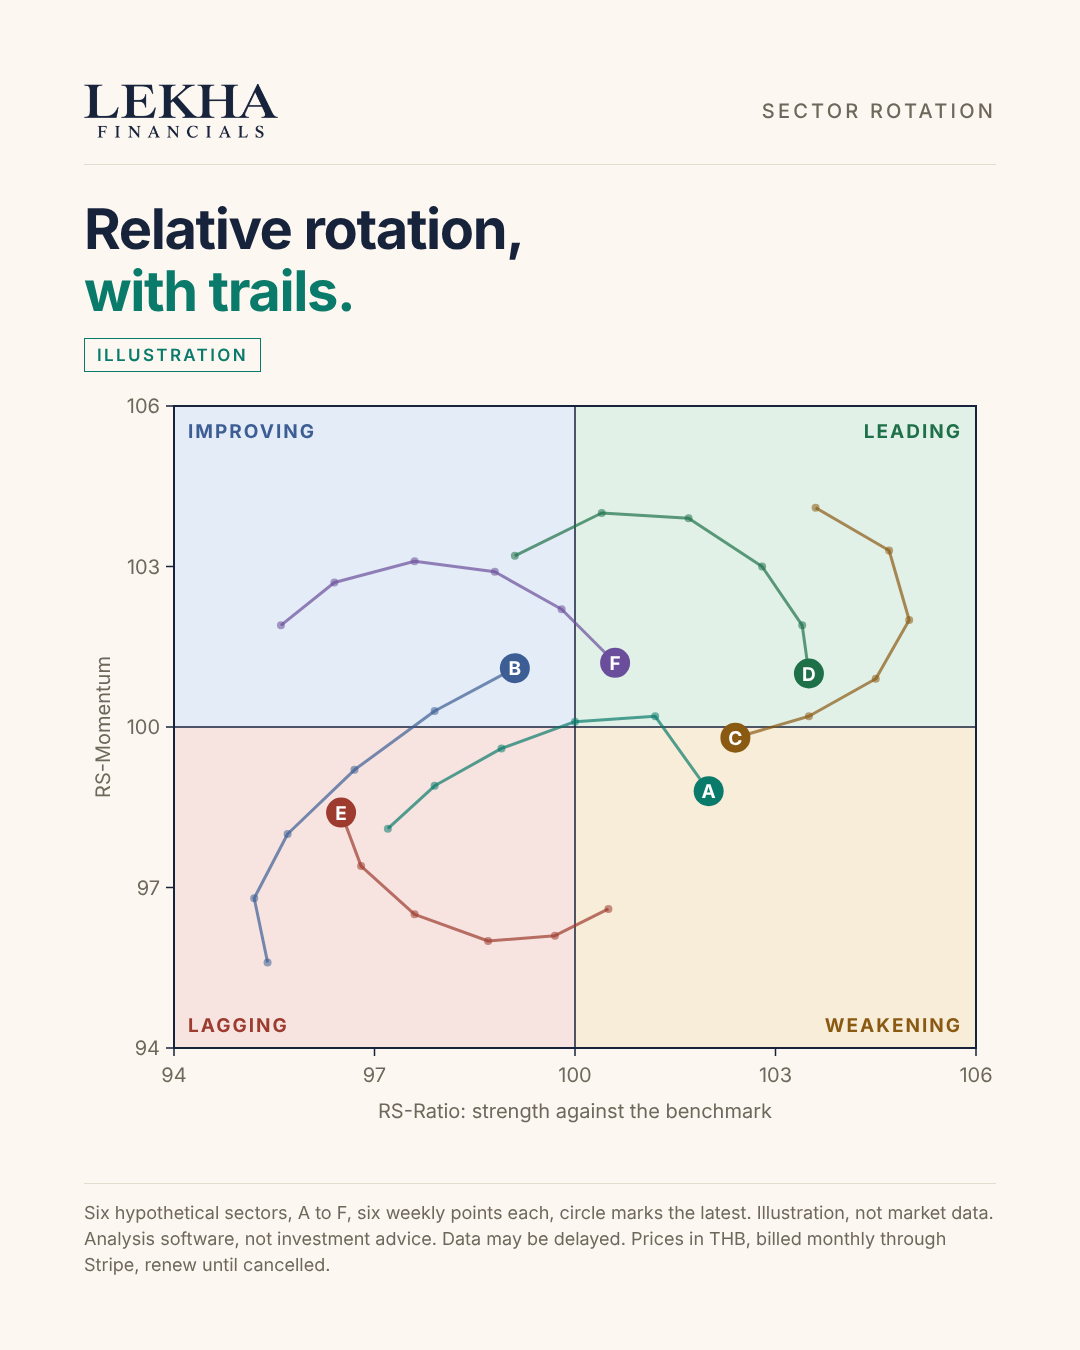 LEKHA
FINANCIALS
SECTOR ROTATION
Relative rotation,
with trails.
ILLUSTRATION
106
IMPROVING
LEADING
103
B
F
D
RS-Momentum
100
C
A
E
97
LAGGING
WEAKENING
94
94
97
100
103
106
RS-Ratio: strength against the benchmark
Six hypothetical sectors, A to F, six weekly points each, circle marks the latest. Illustration, not market data.
Analysis software, not investment advice. Data may be delayed. Prices in THB, billed monthly through
Stripe, renew until cancelled.